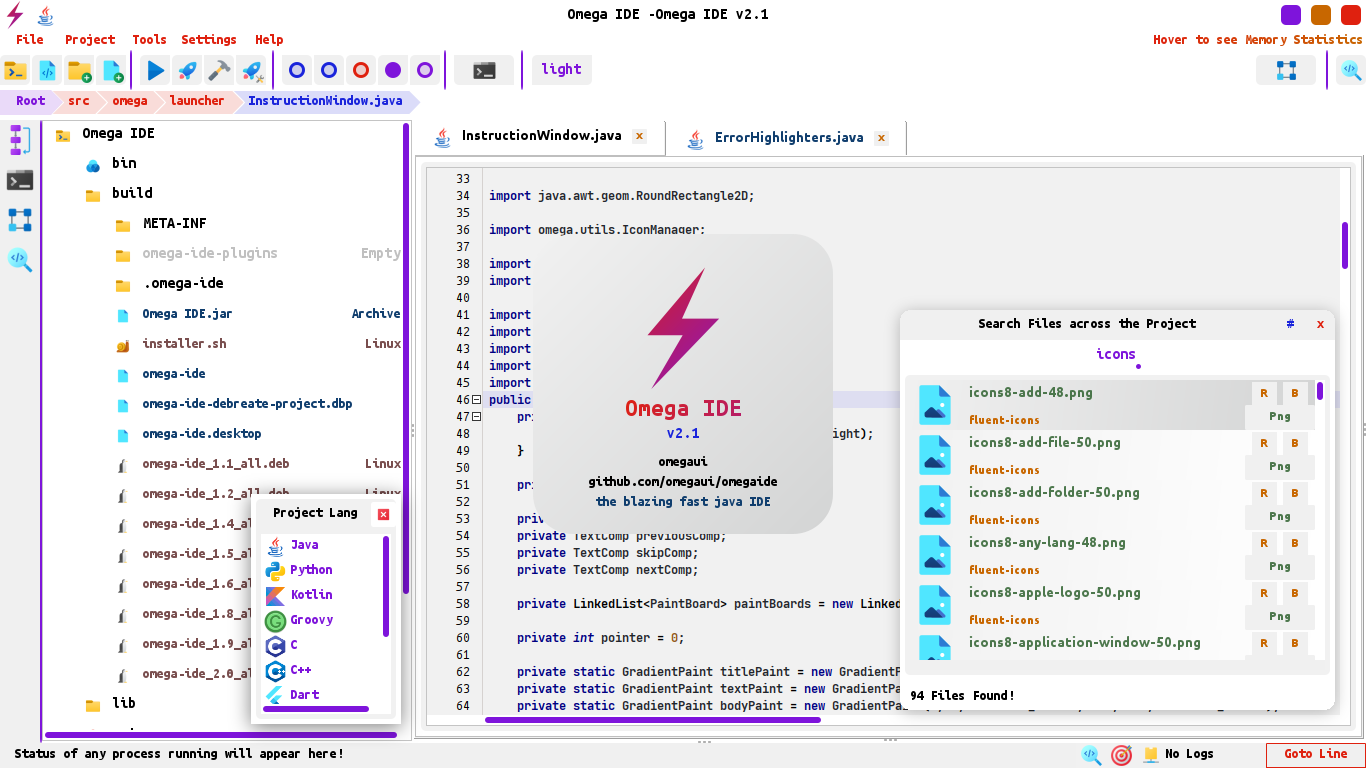 Omega IDE -Omega IDE v2.1
File Project Tools Settings Help
Hover to see Memory Statistics
light
Root src omega launcher InstructionWindow.java
Omega IDE
bin
build
META-INF
omega-ide-plugins Empty
.omega-ide
Omega IDE.jar Archive
installer.sh Linux
omega-ide
omega-ide-debreate-project.dbp
omega-ide.desktop
omega-ide_1.1_all.deb Linux
omega-ide_1.2_all.deb Linux
omega-ide_1.4_al
omega-ide_1.5_al
omega-ide_1.6_al
omega-ide_1.8_al
omega-ide_1.9_al
omega-ide_2.0_al
lib
Project Lang x
Java
Python
Kotlin
Groovy
C
C++
Dart
InstructionWindow.java x
ErrorHighlighters.java x
33
34 import java.awt.geom.RoundRectangle2D;
35
36 import omega.utils.IconManager;
37
38 import
39 import
40
41 import
42 import
43 import
44 import
45 import
46 public
47 pr
48 ight);
49 }
50
51 pri
52
53 priv
54 private TextComp previousComp;
55 private TextComp skipComp;
56 private TextComp nextComp;
57
58 private LinkedList<PaintBoard> paintBoards = new Linked
59
60 private int pointer = 0;
61
62 private static GradientPaint titlePaint = new GradientP
63 private static GradientPaint textPaint = new GradientPa
64 private static GradientPaint bodyPaint = new GradientPa
Omega IDE
v2.1
omegaui
github.com/omegaui/omegaide
the blazing fast java IDE
Search Files across the Project # x
icons
icons8-add-48.png R B
fluent-icons Png
icons8-add-file-50.png R B
fluent-icons Png
icons8-add-folder-50.png R B
fluent-icons Png
icons8-any-lang-48.png R B
fluent-icons Png
icons8-apple-logo-50.png R B
fluent-icons Png
icons8-application-window-50.png R B
94 Files Found!
Status of any process running will appear here!
No Logs
Goto Line